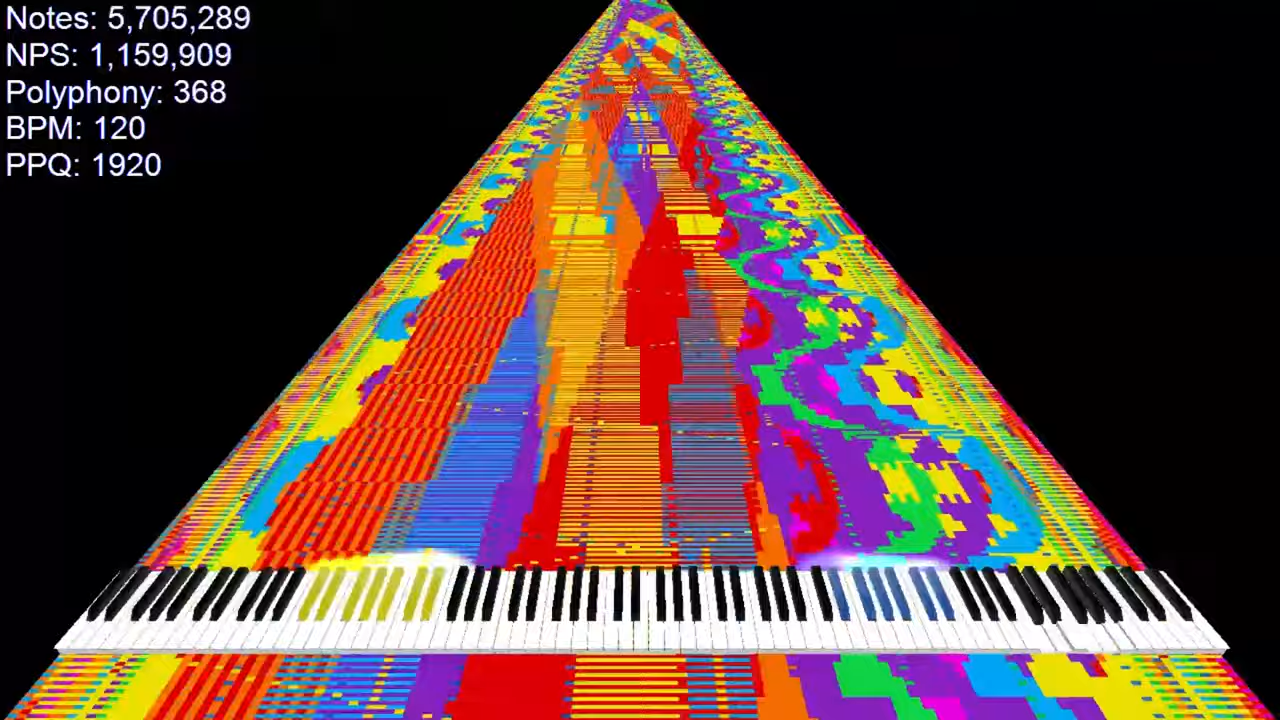 Notes: 5,705,289
NPS: 1,159,909
Polyphony: 368
BPM: 120
PPQ: 1920